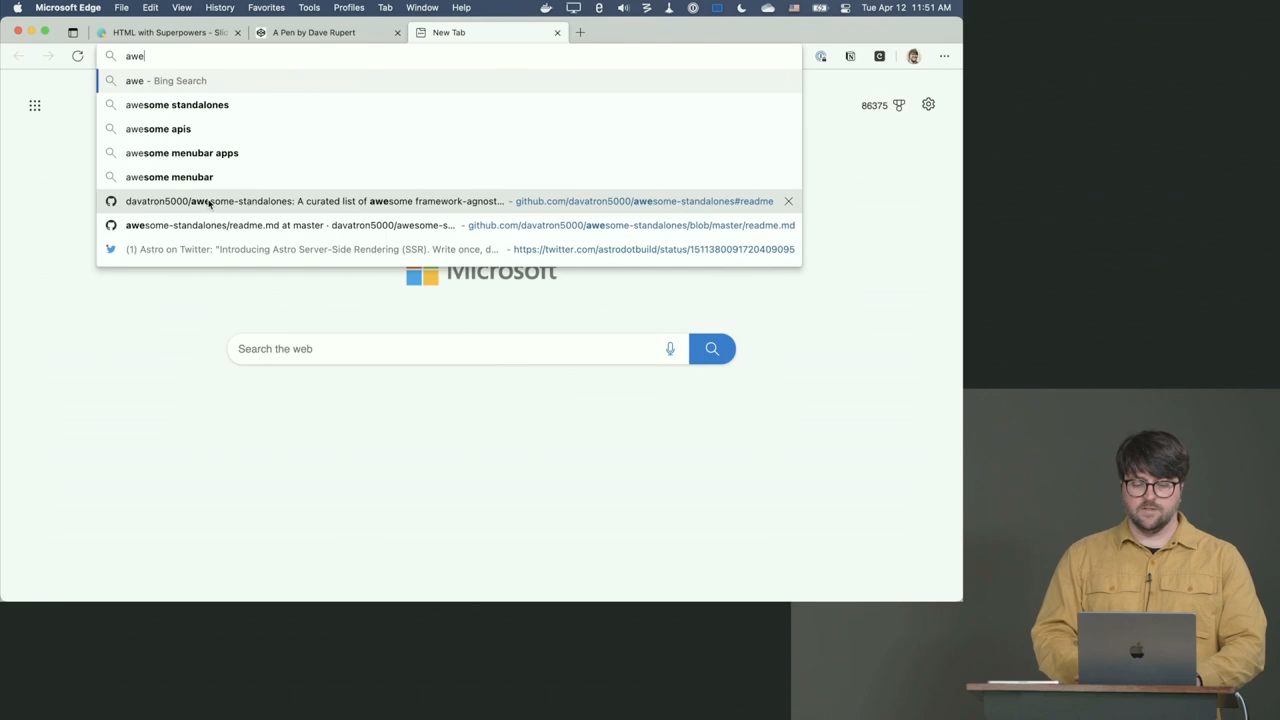 Microsoft Edge File Edit View History Favorites Tools Profiles Tab Window Help Tue Apr 12 11:51 AM
HTML with Superpowers - Slic A Pen by Dave Rupert New Tab
awe
awe - Bing Search
awesome standalones
awesome apis
awesome menubar apps
awesome menubar
davatron5000/awesome-standalones: A curated list of awesome framework-agnost... - github.com/davatron5000/awesome-standalones#readme
awesome-standalones/readme.md at master · davatron5000/awesome-s... - github.com/davatron5000/awesome-standalones/blob/master/readme.md
(1) Astro on Twitter: "Introducing Astro Server-Side Rendering (SSR). Write once, d... - https://twitter.com/astrodotbuild/status/1511380091720409095
86375
Microsoft
Search the web